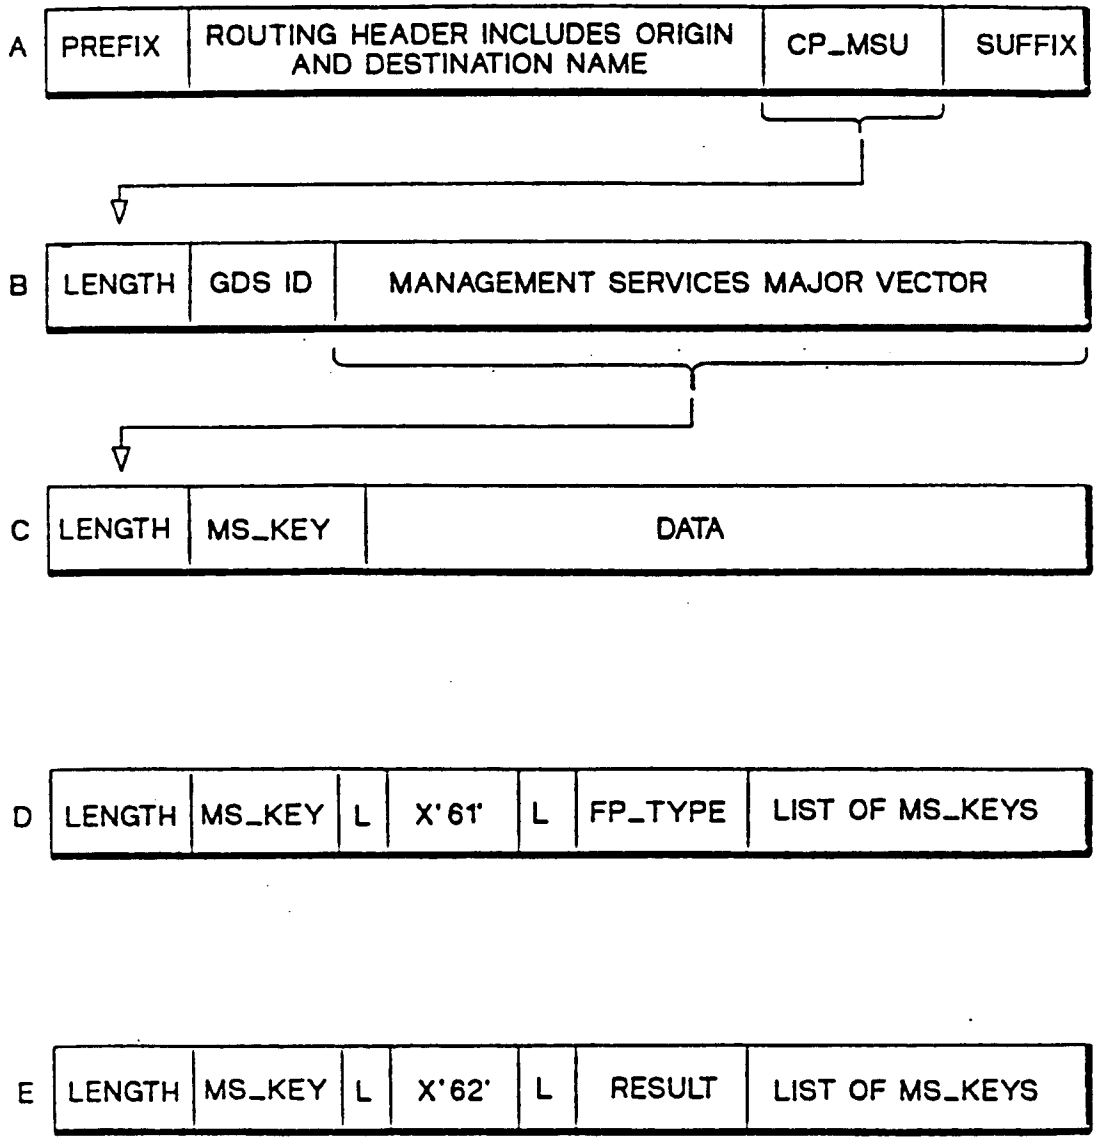 A PREFIX ROUTING HEADER INCLUDES ORIGIN AND DESTINATION NAME CP_MSU SUFFIX
B LENGTH GDS ID MANAGEMENT SERVICES MAJOR VECTOR
C LENGTH MS_KEY DATA
D LENGTH MS_KEY L X'61' L FP_TYPE LIST OF MS_KEYS
E LENGTH MS_KEY L X'62' L RESULT LIST OF MS_KEYS